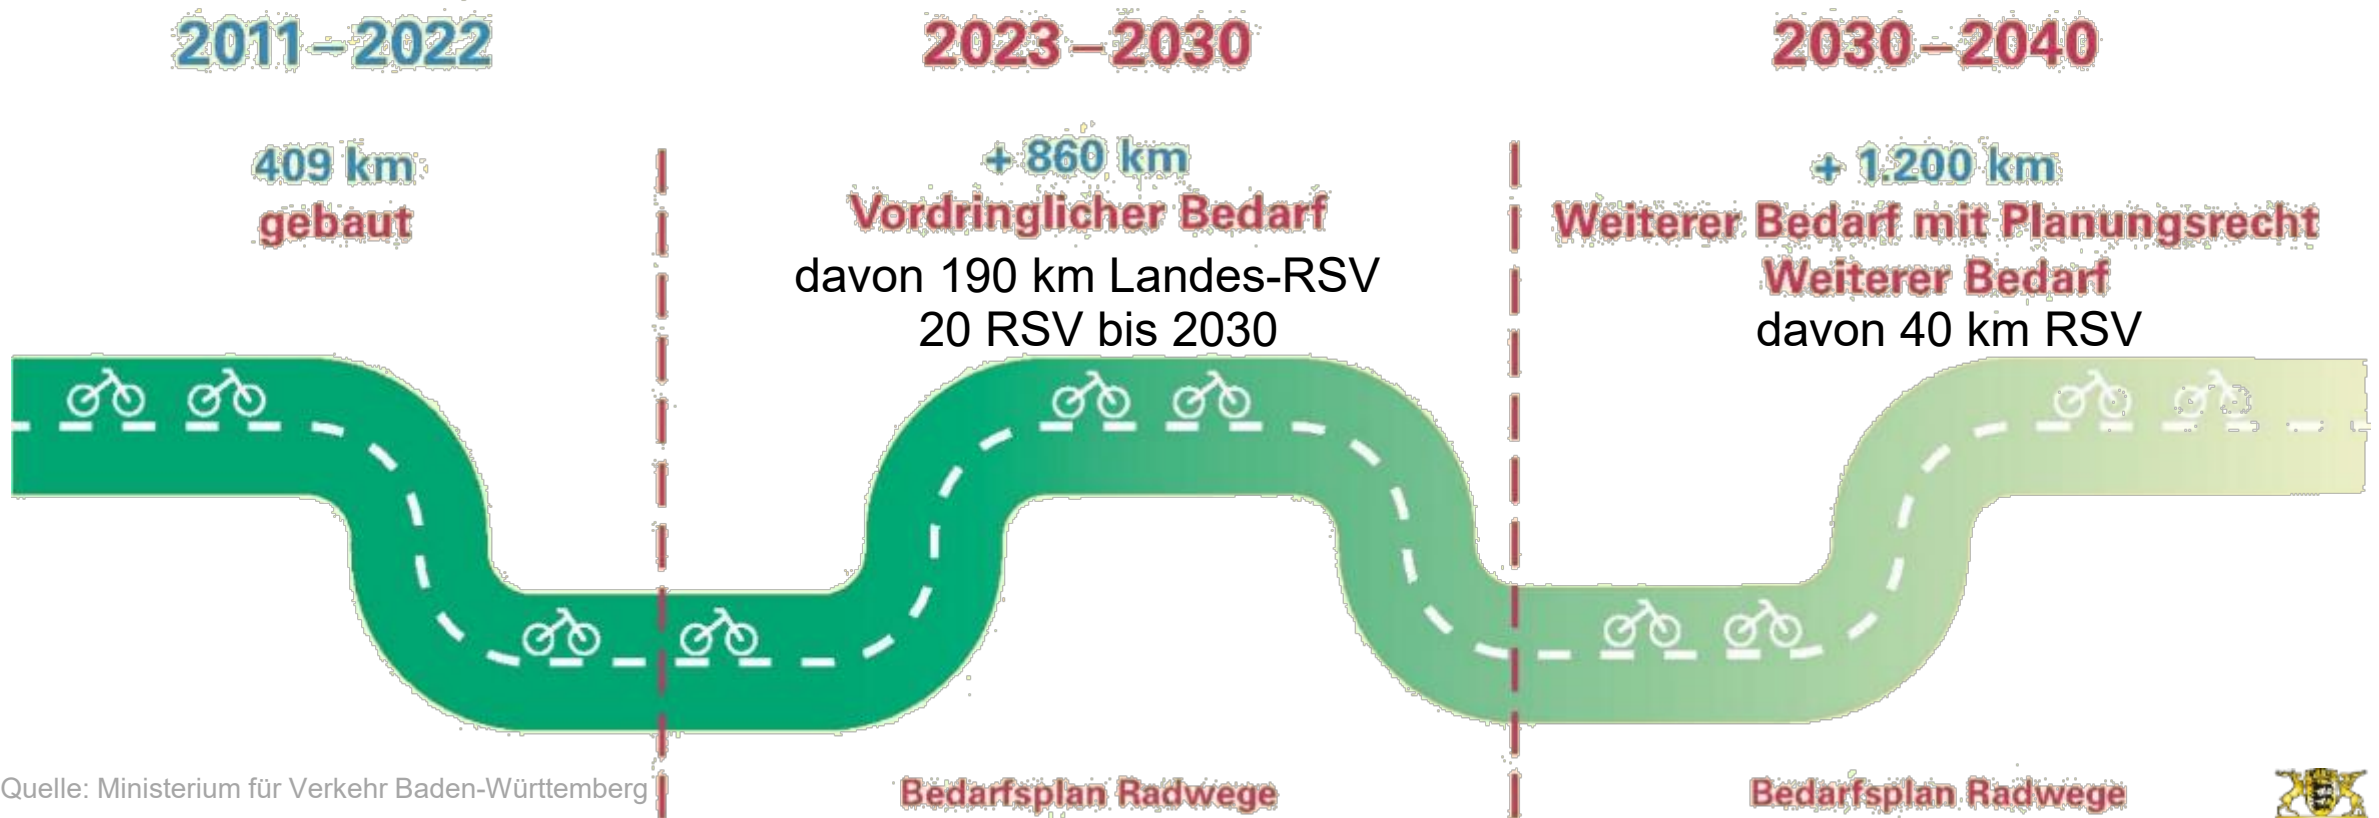 2011–2022
409 km
gebaut
2023–2030
+ 860 km
Vordringlicher Bedarf
davon 190 km Landes-RSV
20 RSV bis 2030
2030–2040
+ 1.200 km
Weiterer Bedarf mit Planungsrecht
Weiterer Bedarf
davon 40 km RSV
Quelle: Ministerium für Verkehr Baden-Württemberg
Bedarfsplan Radwege
Bedarfsplan Radwege